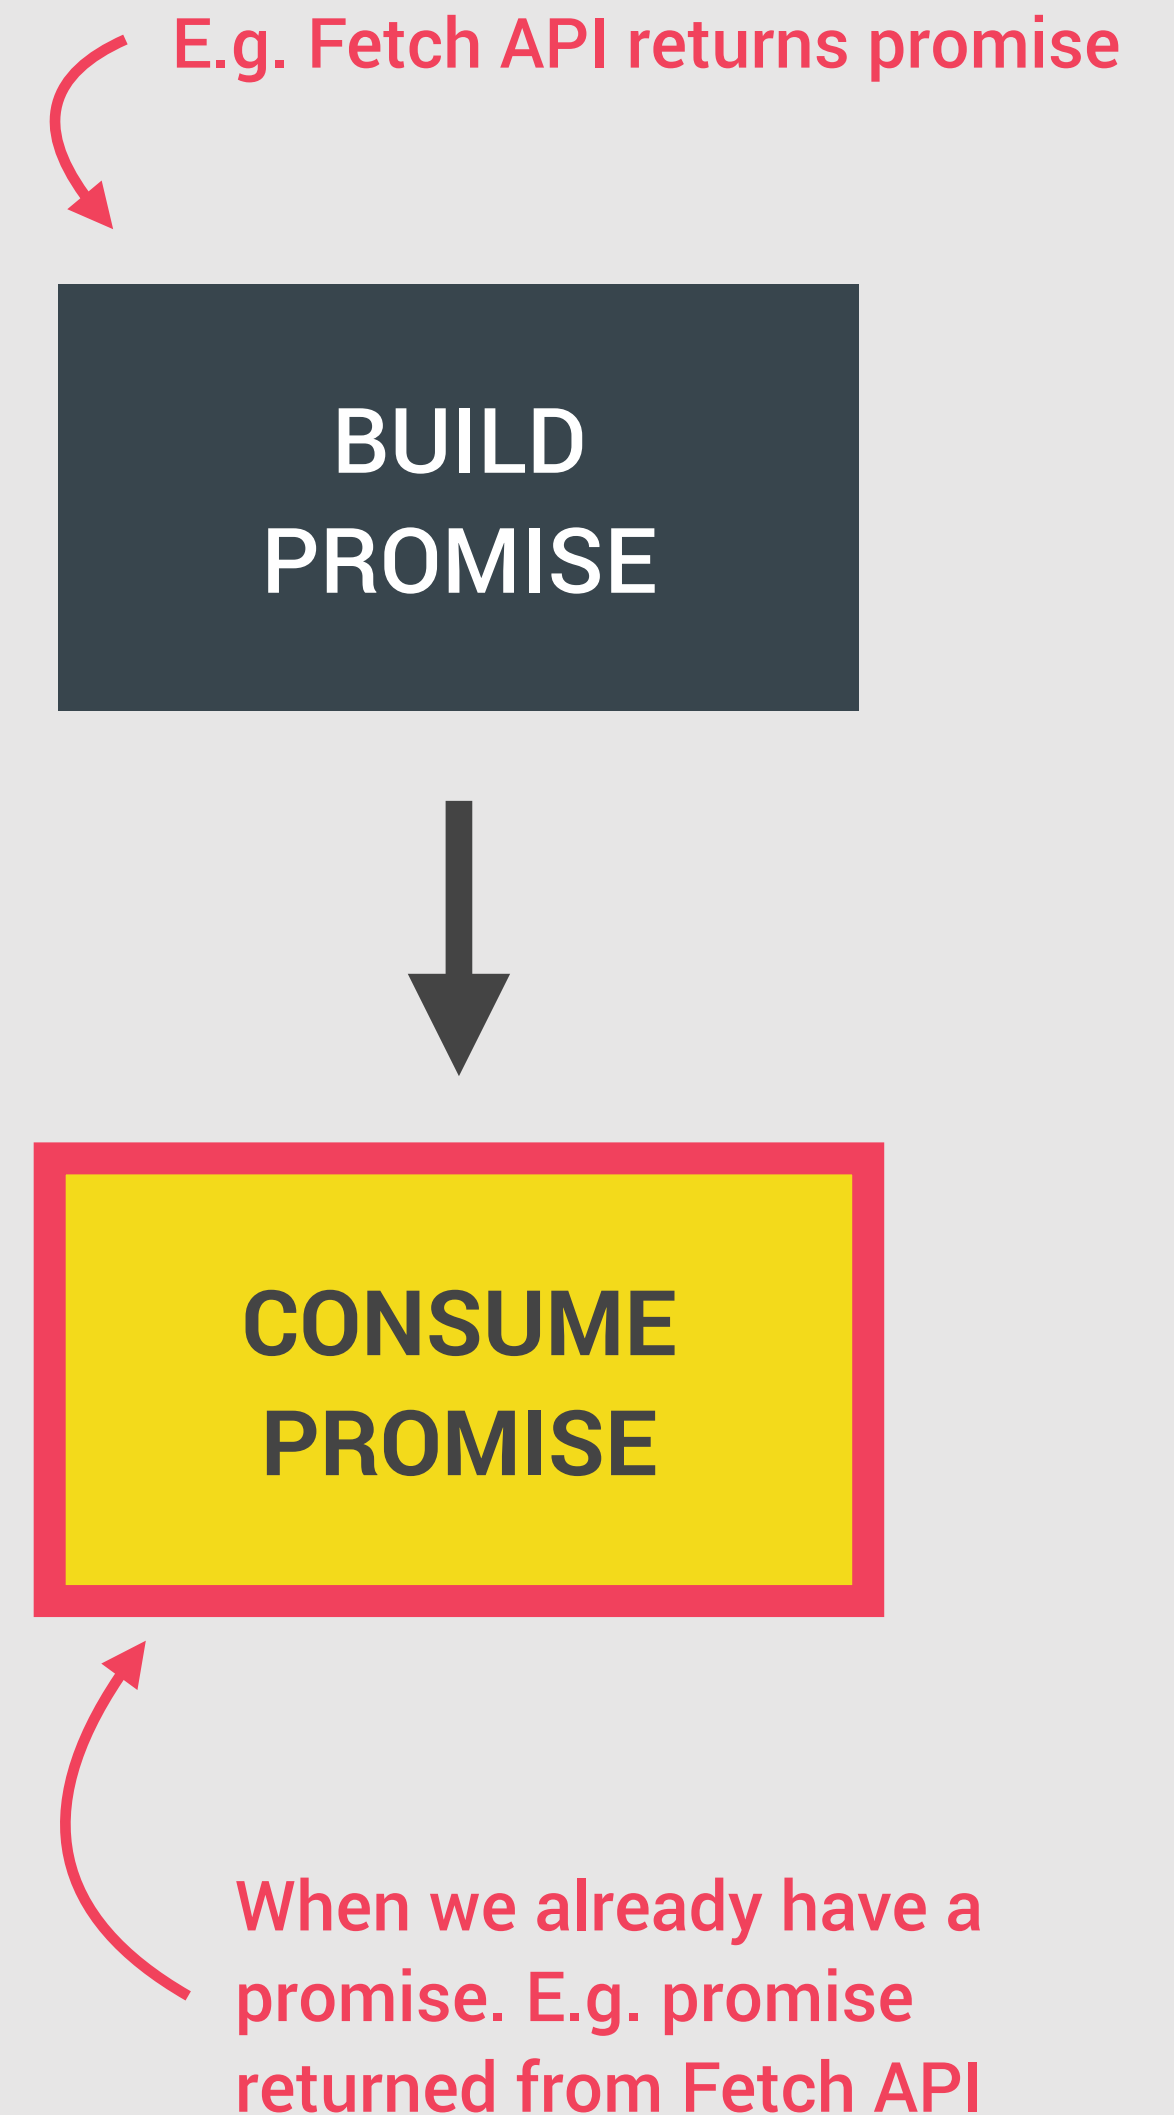 E.g. Fetch API returns promise
BUILD
PROMISE
CONSUME
PROMISE
When we already have a
promise. E.g. promise
returned from Fetch API